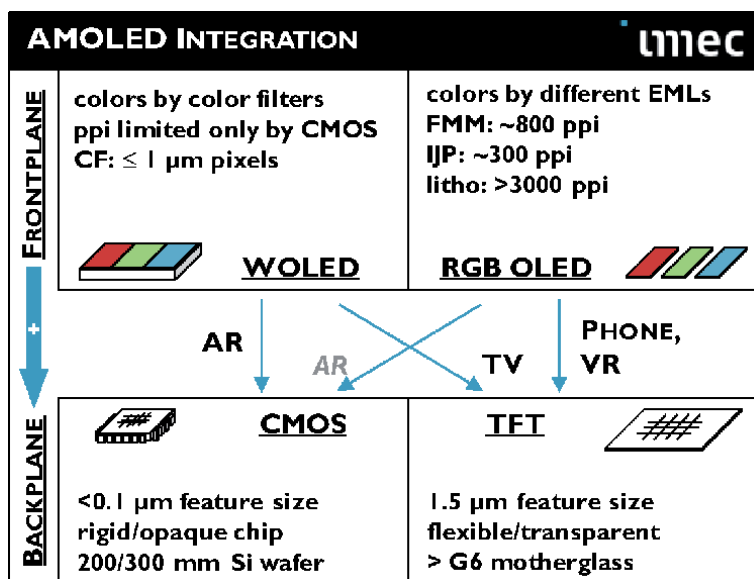 AMOLED INTEGRATION
imec
FRONTPLANE
colors by color filters
ppi limited only by CMOS
CF: ≤ 1 µm pixels
WOLED
colors by different EMLs
FMM: ~800 ppi
IJP: ~300 ppi
litho: >3000 ppi
RGB OLED
+
AR
AR
TV
PHONE,
VR
BACKPLANE
CMOS
<0.1 µm feature size
rigid/opaque chip
200/300 mm Si wafer
TFT
1.5 µm feature size
flexible/transparent
> G6 motherglass